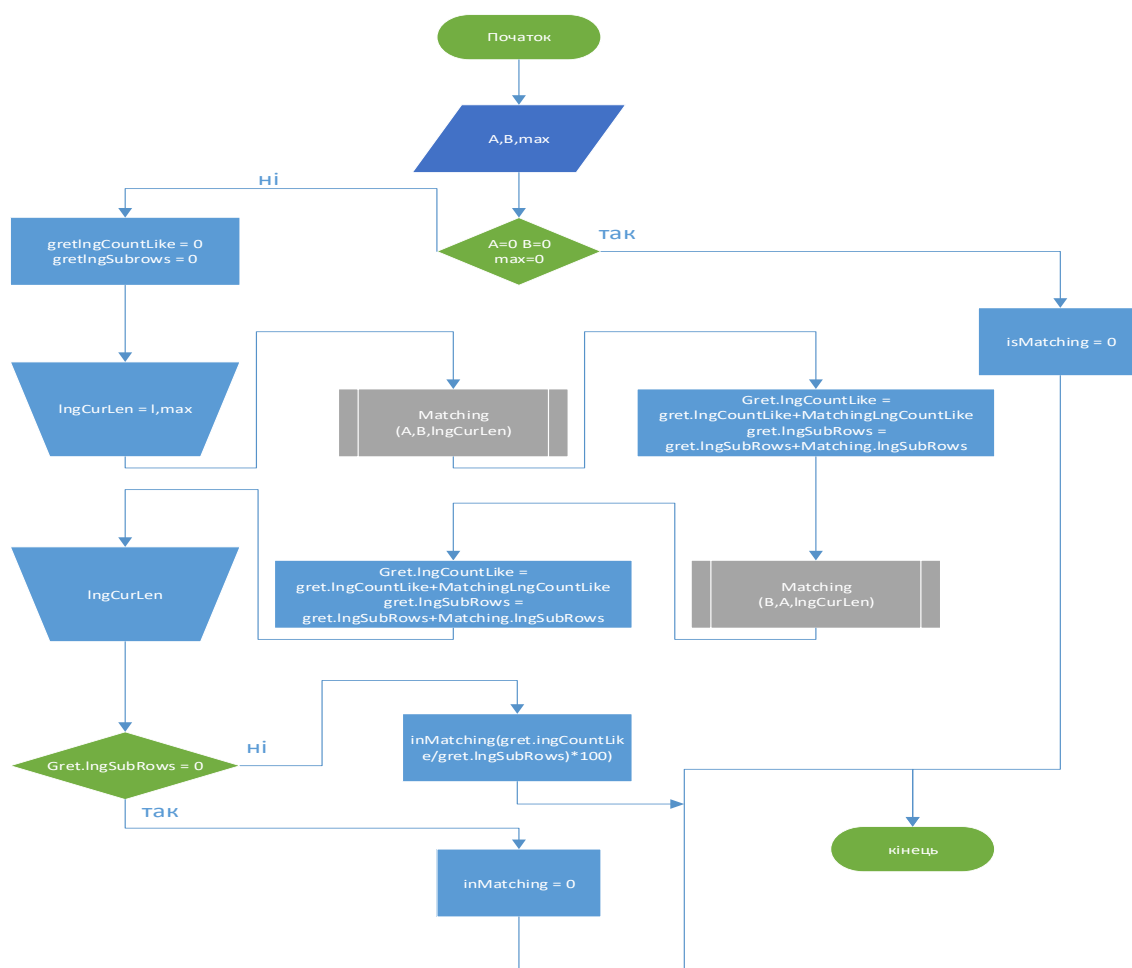 Початок
A,B,max
ні
так
A=0 B=0
max=0
gretlngCountLike = 0
gretlngSubrows = 0
isMatching = 0
lngCurLen = l,max
Matching
(A,B,lngCurLen)
Gret.lngCountLike =
gret.lngCountLike+MatchingLngCountLike
gret.lngSubRows =
gret.lngSubRows+Matching.lngSubRows
lngCurLen
Gret.lngCountLike =
gret.lngCountLike+MatchingLngCountLike
gret.lngSubRows =
gret.lngSubRows+Matching.lngSubRows
Matching
(B,A,lngCurLen)
Gret.lngSubRows = 0
ні
inMatching(gret.ingCountLik
e/gret.lngSubRows)*100)
так
inMatching = 0
кінець